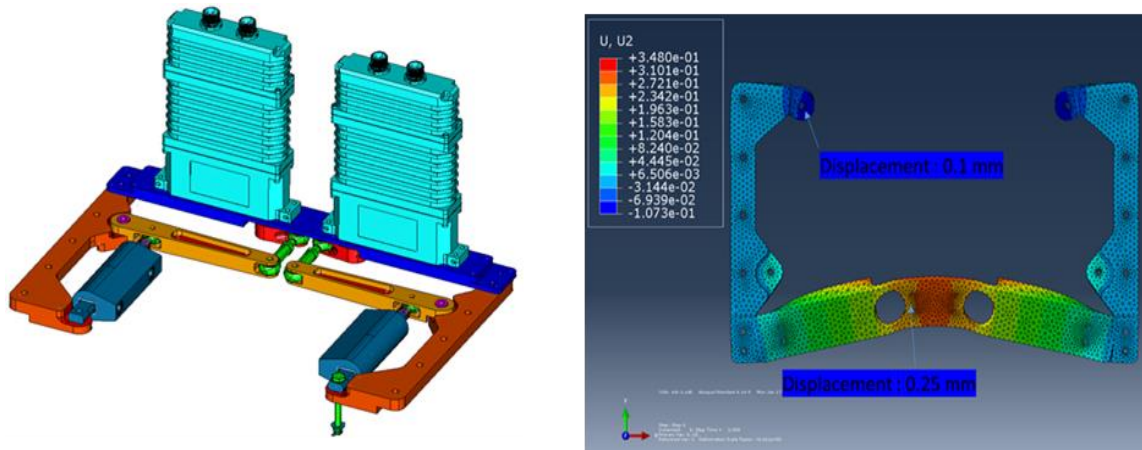 U, U2
+3.480e-01
+3.101e-01
+2.721e-01
+2.342e-01
+1.963e-01
+1.583e-01
+1.204e-01
+8.240e-02
+4.445e-02
+6.506e-03
-3.144e-02
-6.939e-02
-1.073e-01
Displacement : 0.1 mm
Displacement : 0.25 mm